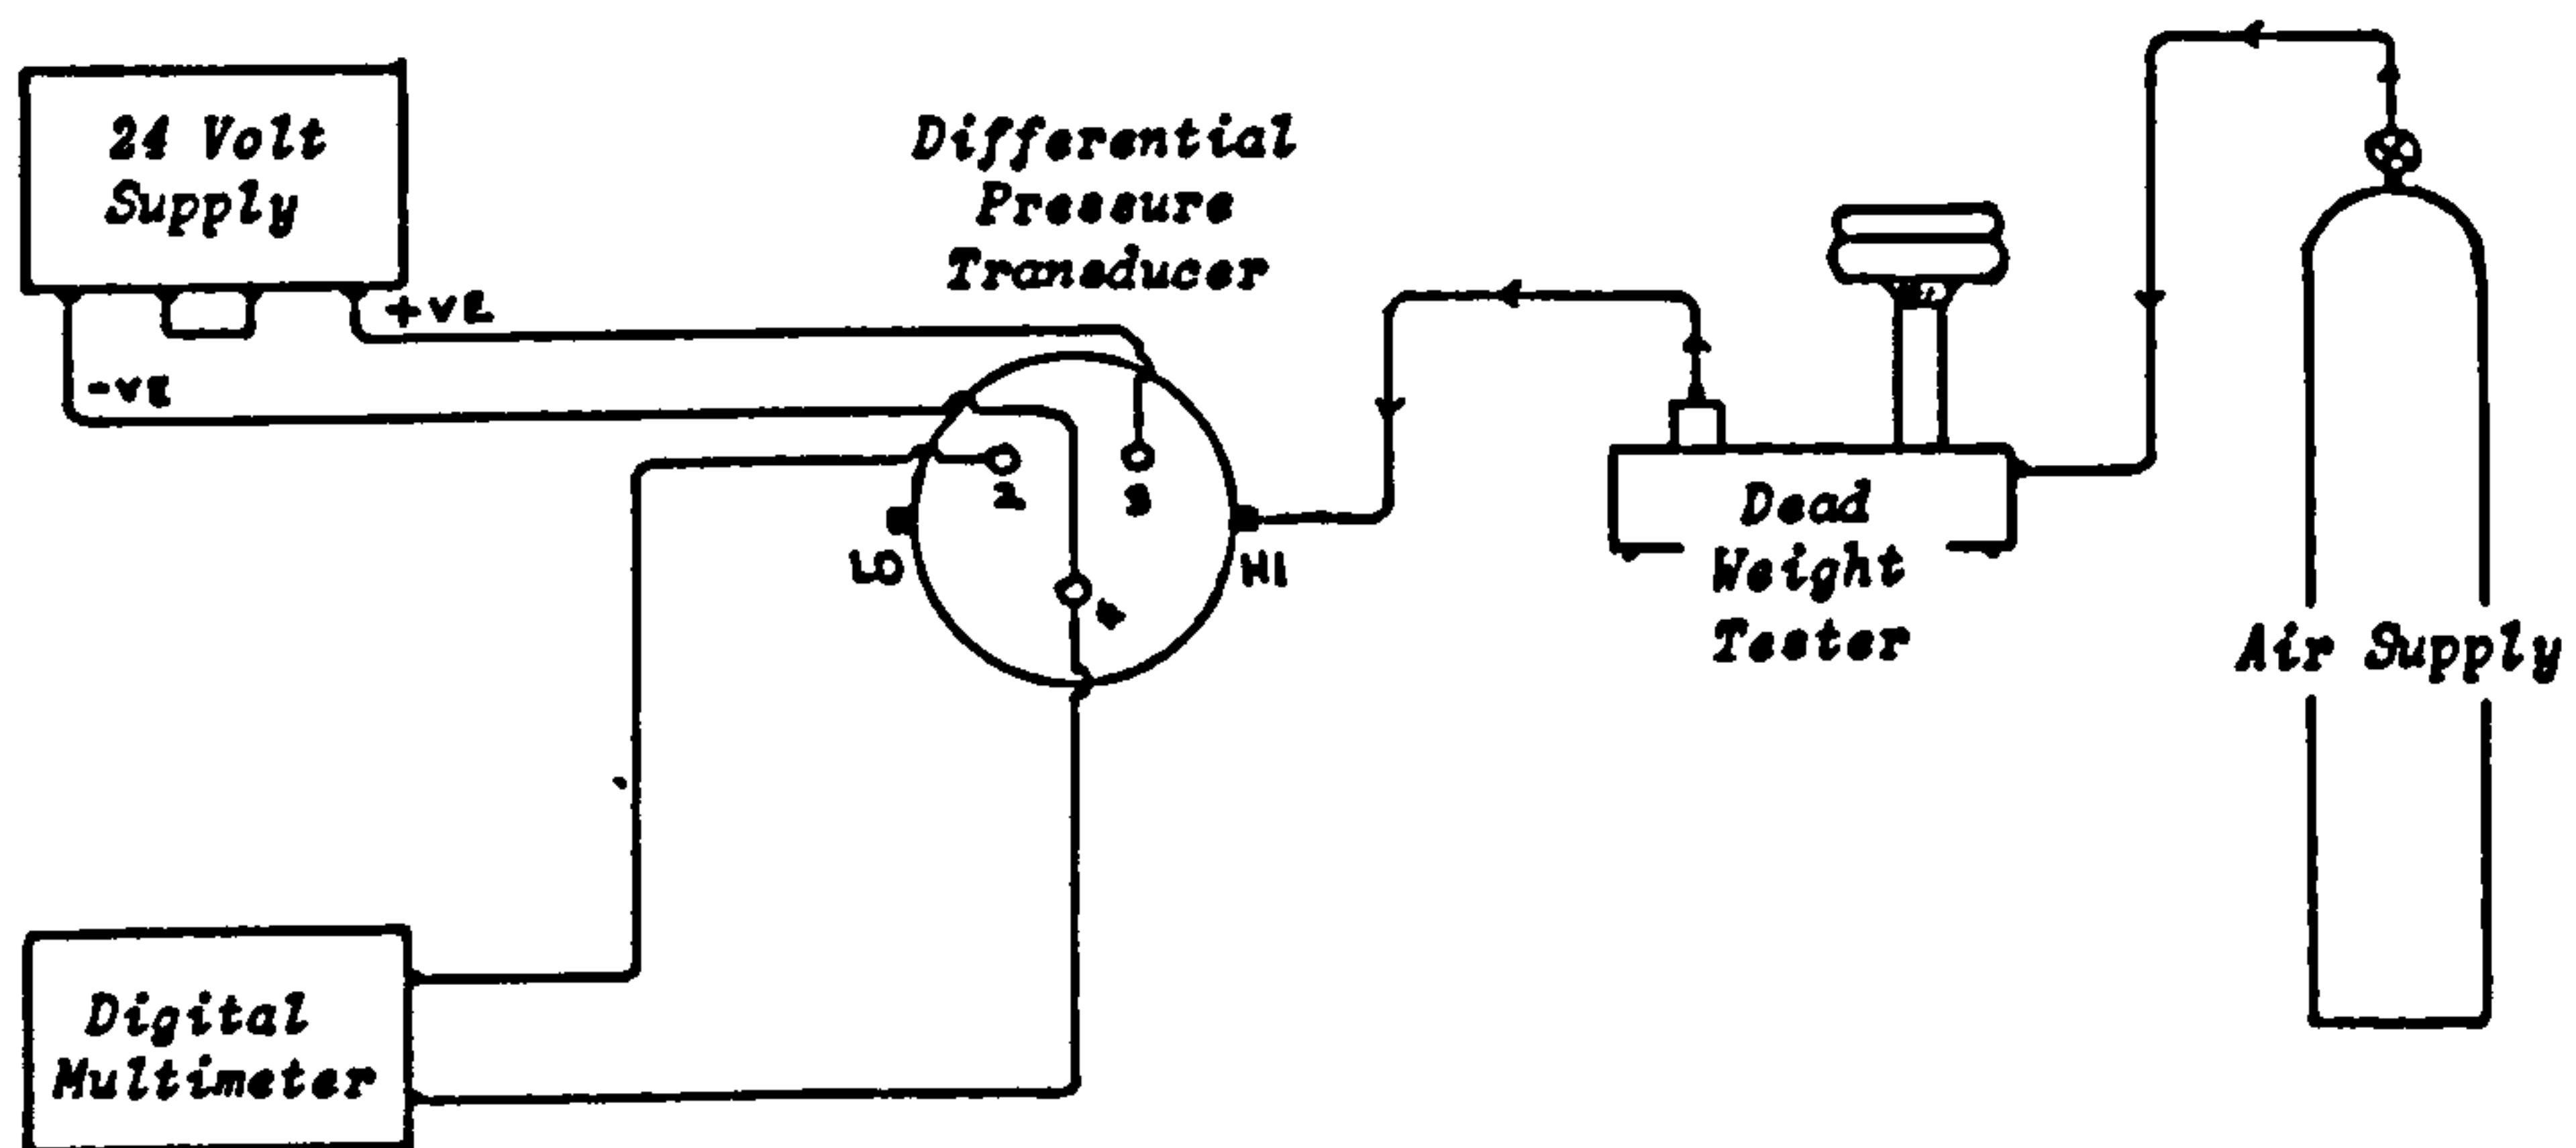 24 Volt
Supply
Differential
Pressure
Transducer
+VE
-VE
2
3
LO
HI
Dead
Weight
Tester
Air Supply
Digital
Multimeter